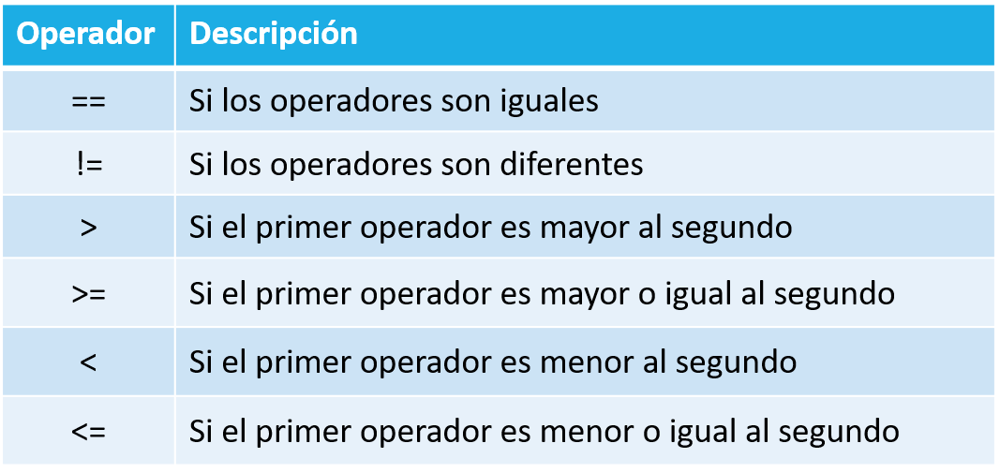 Operador Descripción
== Si los operadores son iguales
!= Si los operadores son diferentes
> Si el primer operador es mayor al segundo
>= Si el primer operador es mayor o igual al segundo
< Si el primer operador es menor al segundo
<= Si el primer operador es menor o igual al segundo